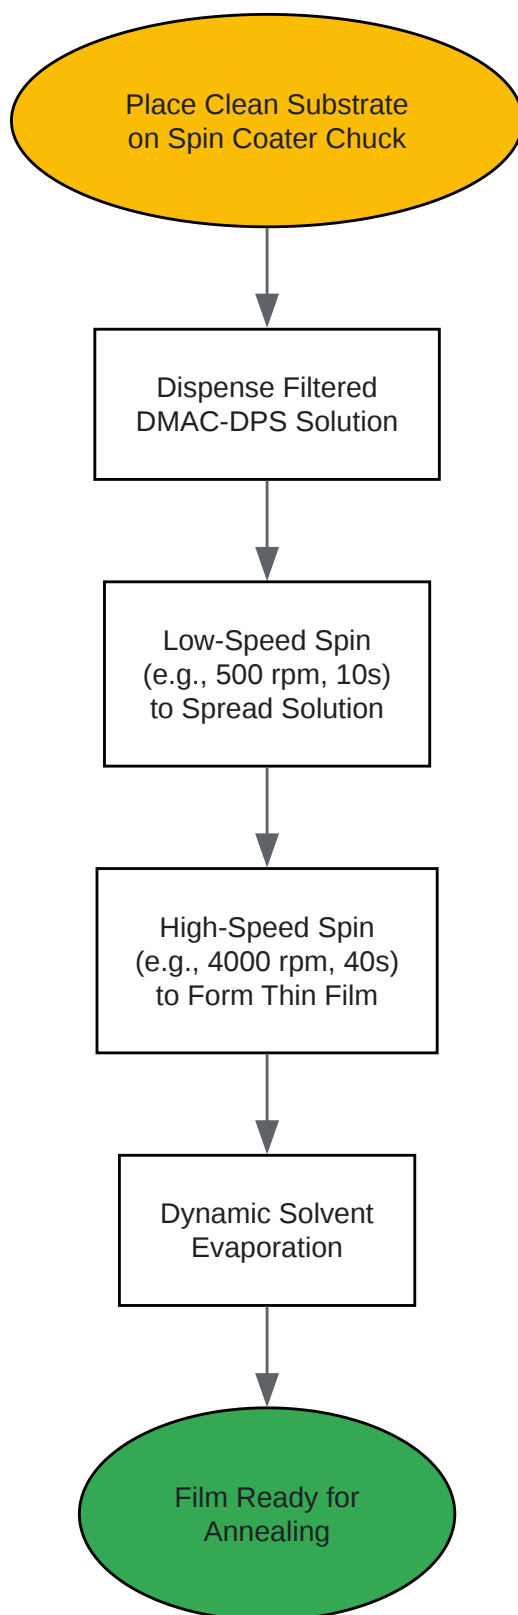 Place Clean Substrate
on Spin Coater Chuck
Dispense Filtered
DMAC-DPS Solution
Low-Speed Spin
(e.g., 500 rpm, 10s)
to Spread Solution
High-Speed Spin
(e.g., 4000 rpm, 40s)
to Form Thin Film
Dynamic Solvent
Evaporation
Film Ready for
Annealing